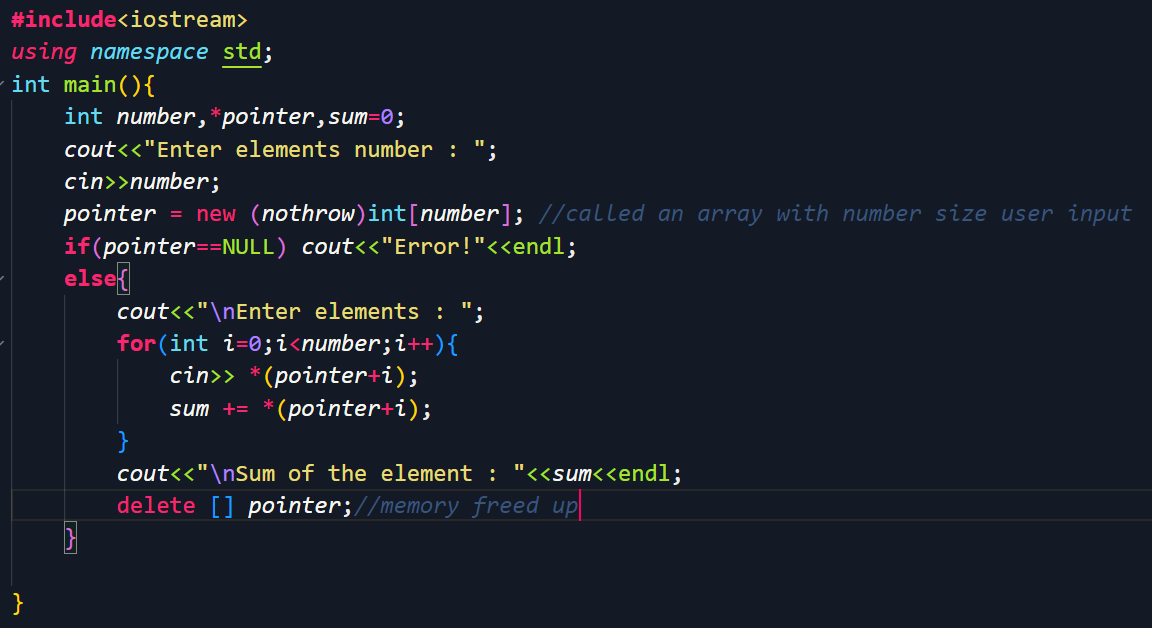 #include<iostream>
using namespace std;
int main(){
    int number,*pointer,sum=0;
    cout<<"Enter elements number : ";
    cin>>number;
    pointer = new (nothrow)int[number]; //called an array with number size user input
    if(pointer==NULL) cout<<"Error!"<<endl;
    else{
        cout<<"\nEnter elements : ";
        for(int i=0;i<number;i++){
            cin>> *(pointer+i);
            sum += *(pointer+i);
        }
        cout<<"\nSum of the element : "<<sum<<endl;
        delete [] pointer;//memory freed up
    }
}